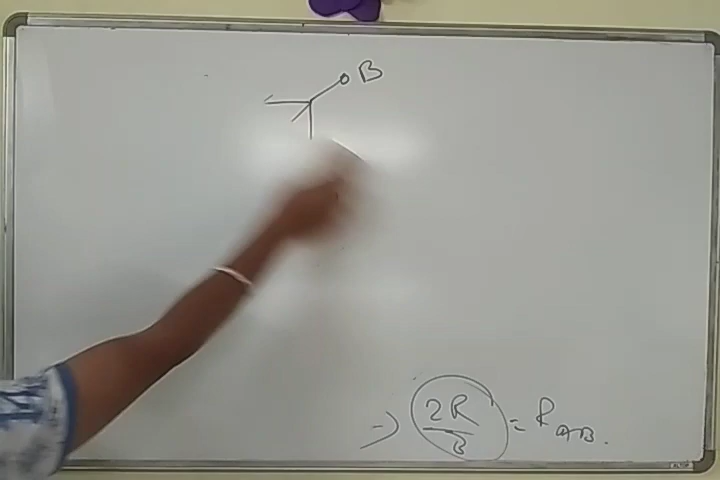 B
⇒ 2R/3 = R_AB.